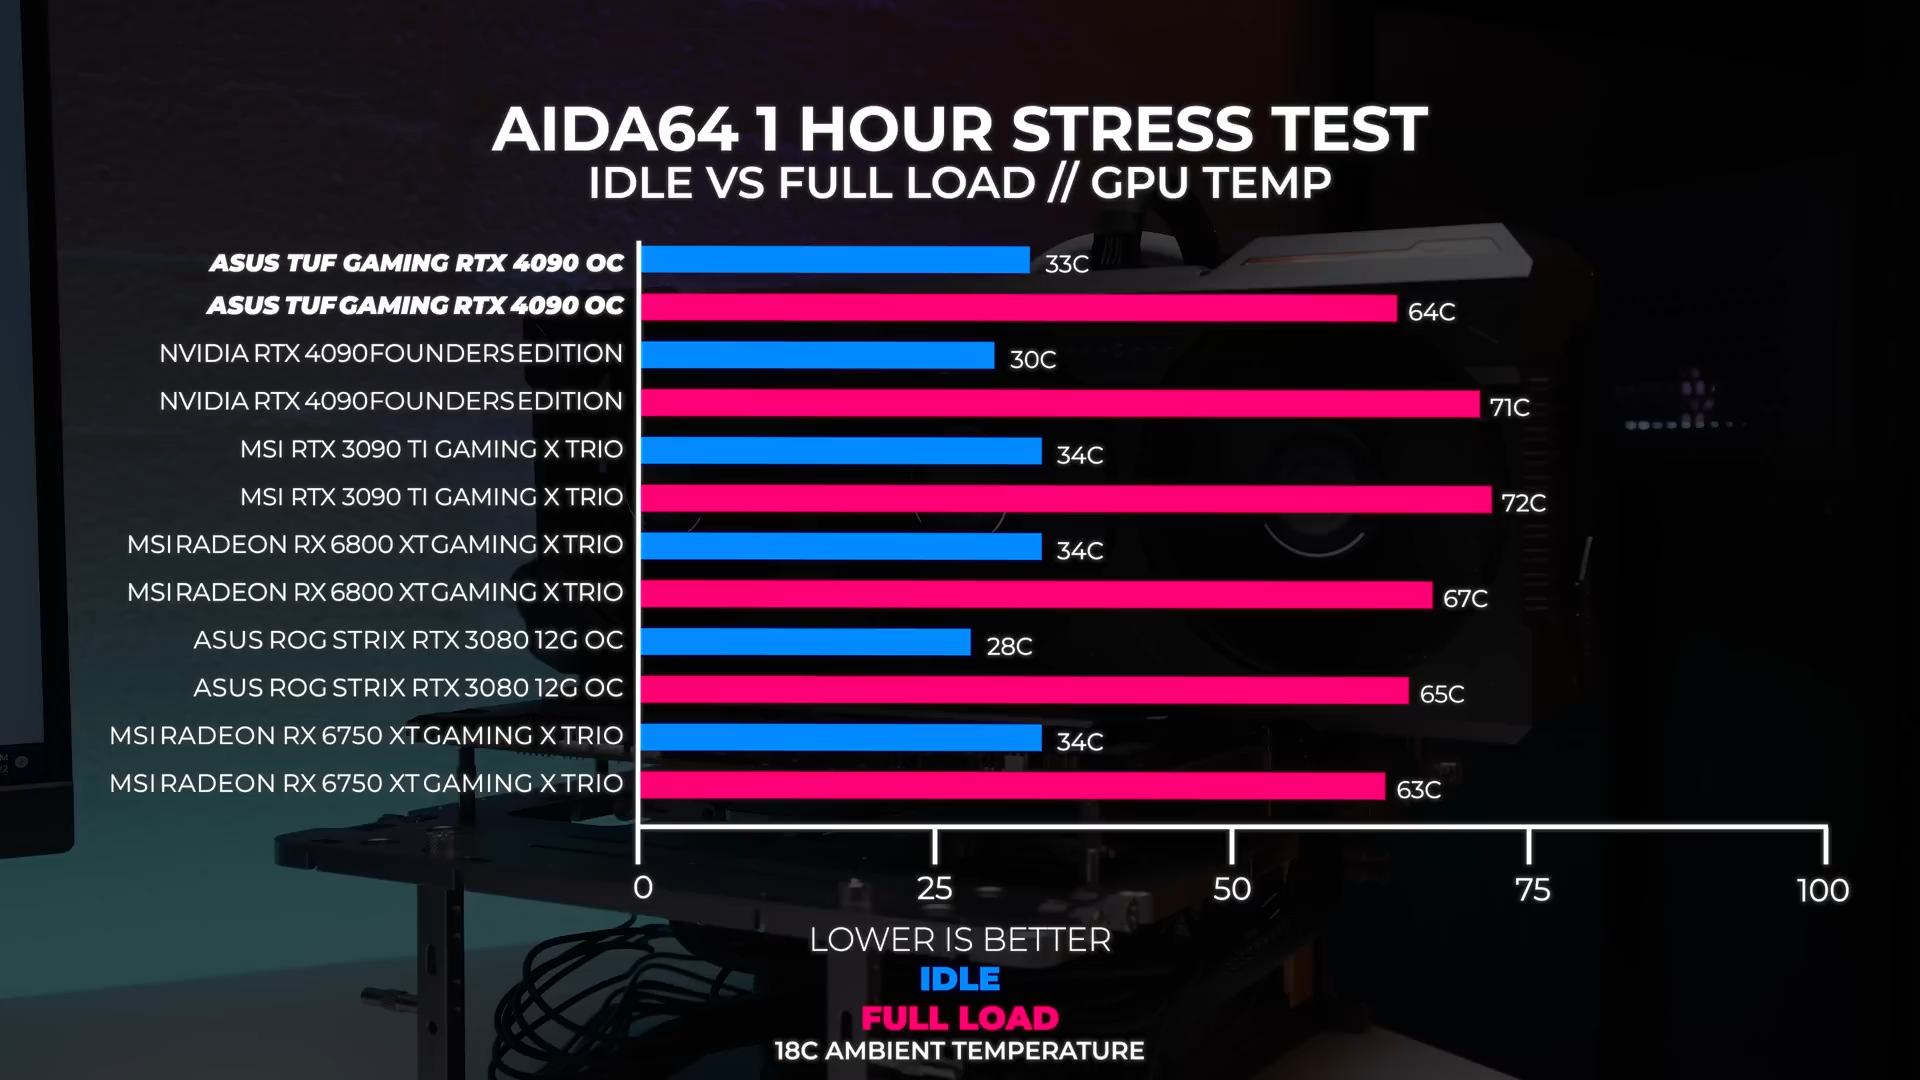 AIDA64 1 HOUR STRESS TEST
IDLE VS FULL LOAD // GPU TEMP
ASUS TUF GAMING RTX 4090 OC 33C
ASUS TUF GAMING RTX 4090 OC 64C
NVIDIA RTX 4090 FOUNDERS EDITION 30C
NVIDIA RTX 4090 FOUNDERS EDITION 71C
MSI RTX 3090 TI GAMING X TRIO 34C
MSI RTX 3090 TI GAMING X TRIO 72C
MSI RADEON RX 6800 XT GAMING X TRIO 34C
MSI RADEON RX 6800 XT GAMING X TRIO 67C
ASUS ROG STRIX RTX 3080 12G OC 28C
ASUS ROG STRIX RTX 3080 12G OC 65C
MSI RADEON RX 6750 XT GAMING X TRIO 34C
MSI RADEON RX 6750 XT GAMING X TRIO 63C
0 25 50 75 100
LOWER IS BETTER
IDLE
FULL LOAD
18C AMBIENT TEMPERATURE